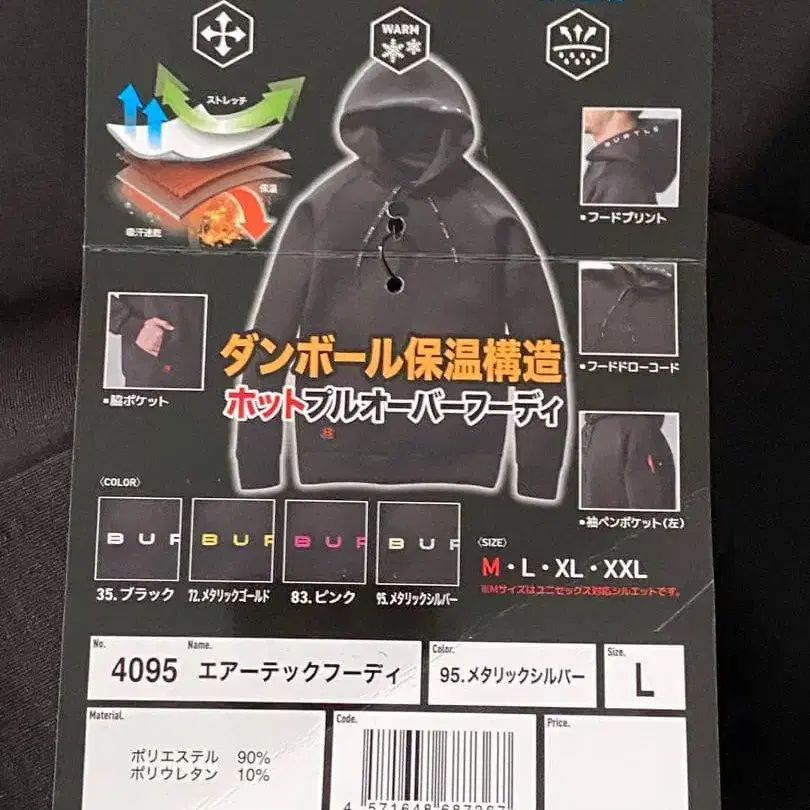 WARM
ストレッチ
保温
吸汗速乾
BURTLE
•フードプリント
•フードドローコード
•脇ポケット
ダンボール保温構造
ホットプルオーバーフーディ
•袖ペンポケット(左)
〈COLOR〉
BUR BUR BUR BUR
35.ブラック 72.メタリックゴールド 83.ピンク 95.メタリックシルバー
〈SIZE〉
M・L・XL・XXL
※Mサイズはユニセックス対応シルエットです。
No. Name. Color. Size.
4095 エアーテックフーディ 95.メタリックシルバー L
Material. Code. Price.
ポリエステル 90%
ポリウレタン 10%